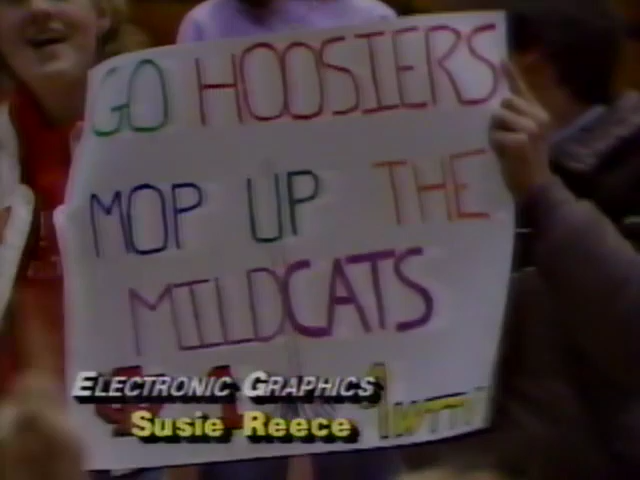 GO HOOSIERS
MOP UP THE
MILDCATS
ELECTRONIC GRAPHICS
Susie Reece